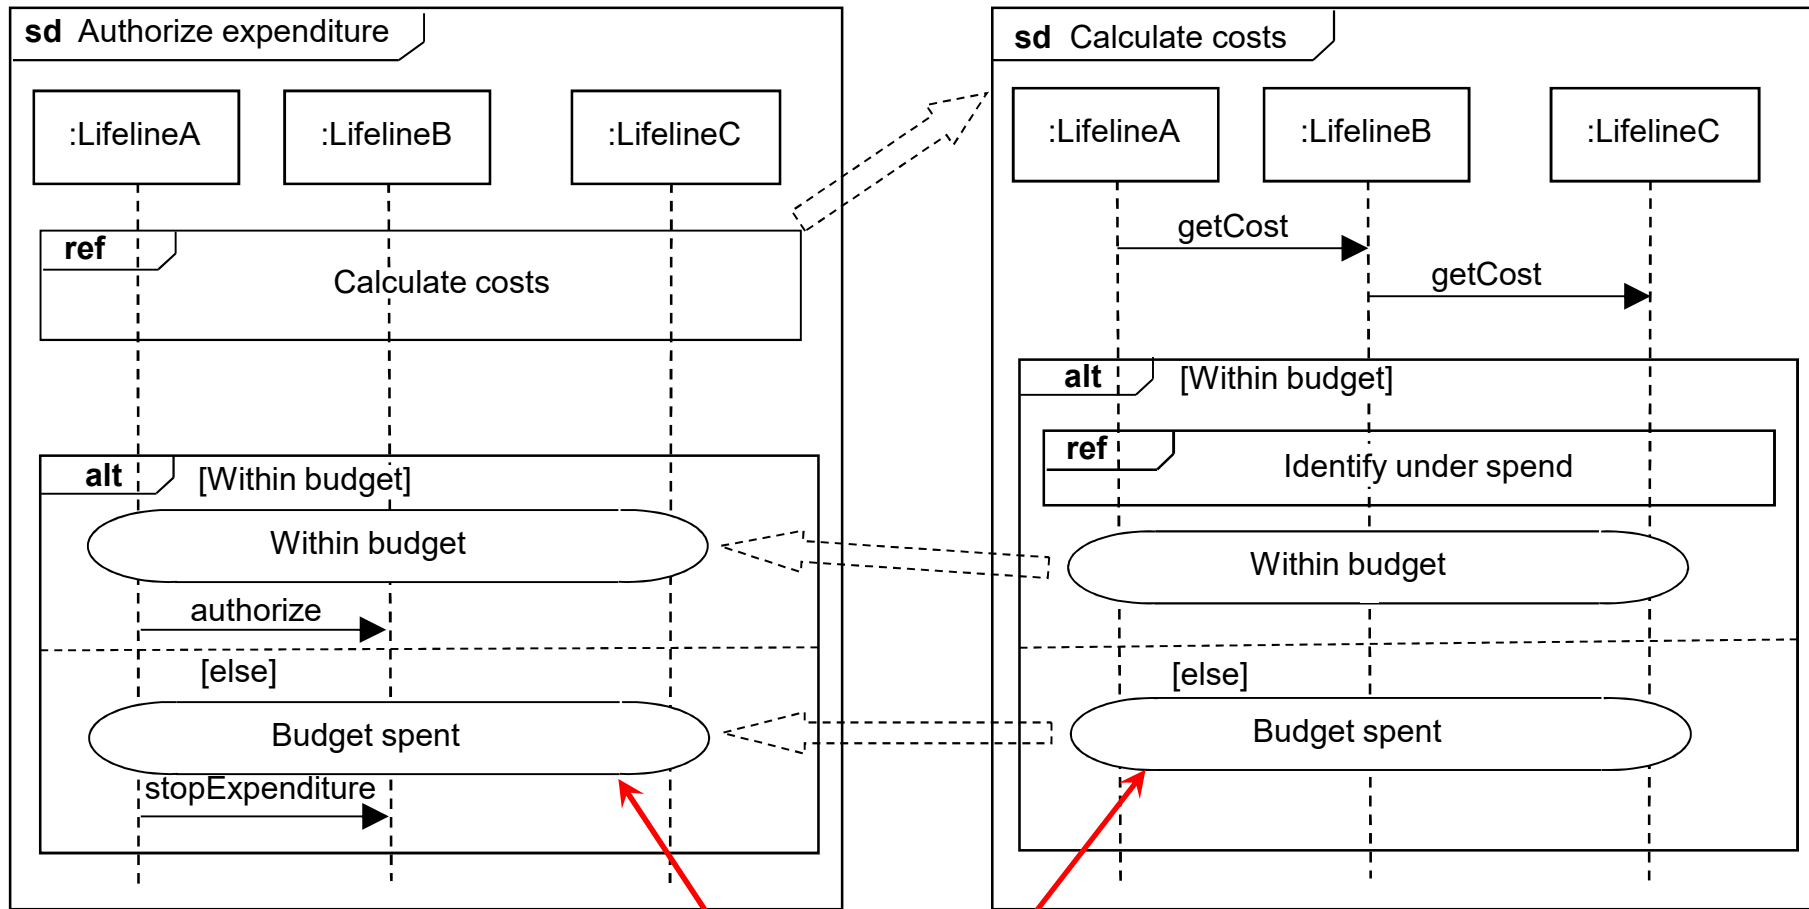 sd Authorize expenditure
:LifelineA :LifelineB :LifelineC
ref
Calculate costs
alt [Within budget]
Within budget
authorize
[else]
Budget spent
stopExpenditure
sd Calculate costs
:LifelineA :LifelineB :LifelineC
getCost
getCost
alt [Within budget]
ref
Identify under spend
Within budget
[else]
Budget spent